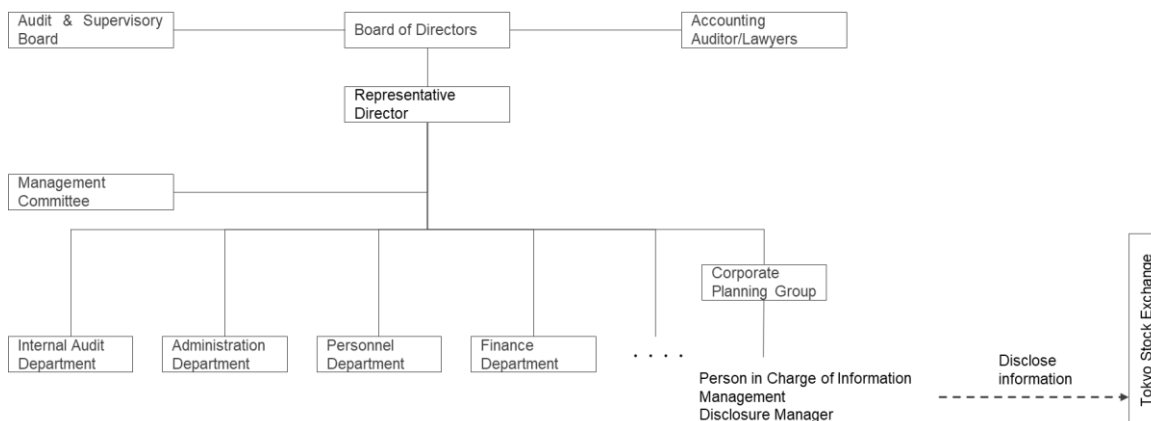 Audit & Supervisory
Board
Board of Directors
Accounting
Auditor/Lawyers
Representative
Director
Management
Committee
Corporate
Planning Group
Internal Audit
Department
Administration
Department
Personnel
Department
Finance
Department
. . . .
Person in Charge of Information
Management
Disclosure Manager
Disclose
information
Tokyo Stock Exchange